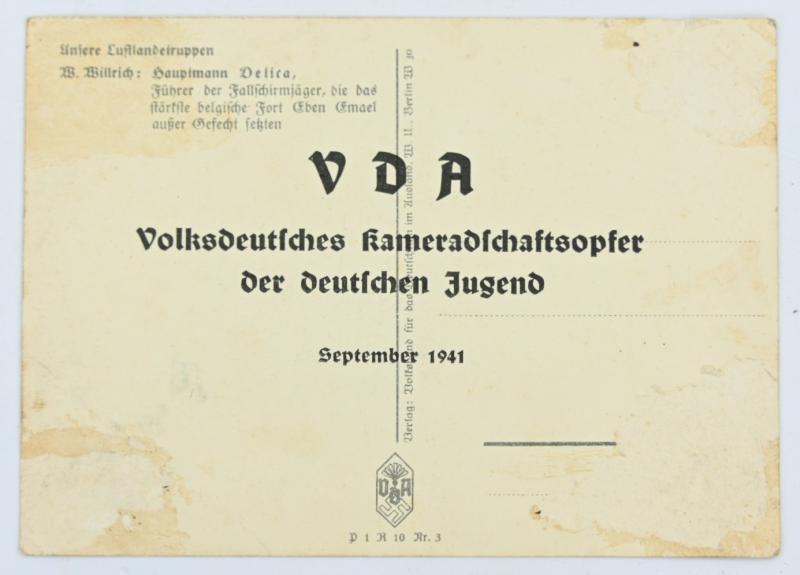 Unsere Luftlandetruppen
W. Willrich: Hauptmann Delica,
Führer der Fallschirmjäger, die das
stärkste belgische Fort Eben Emael
außer Gefecht setzten
VDA
Volksdeutsches Kameradschaftsopfer
der deutschen Jugend
September 1941
Verlag: Volksbund für das Deutschtum im Ausland, W. U., Berlin W 30
VDA
P 1 R 10 Nr. 3